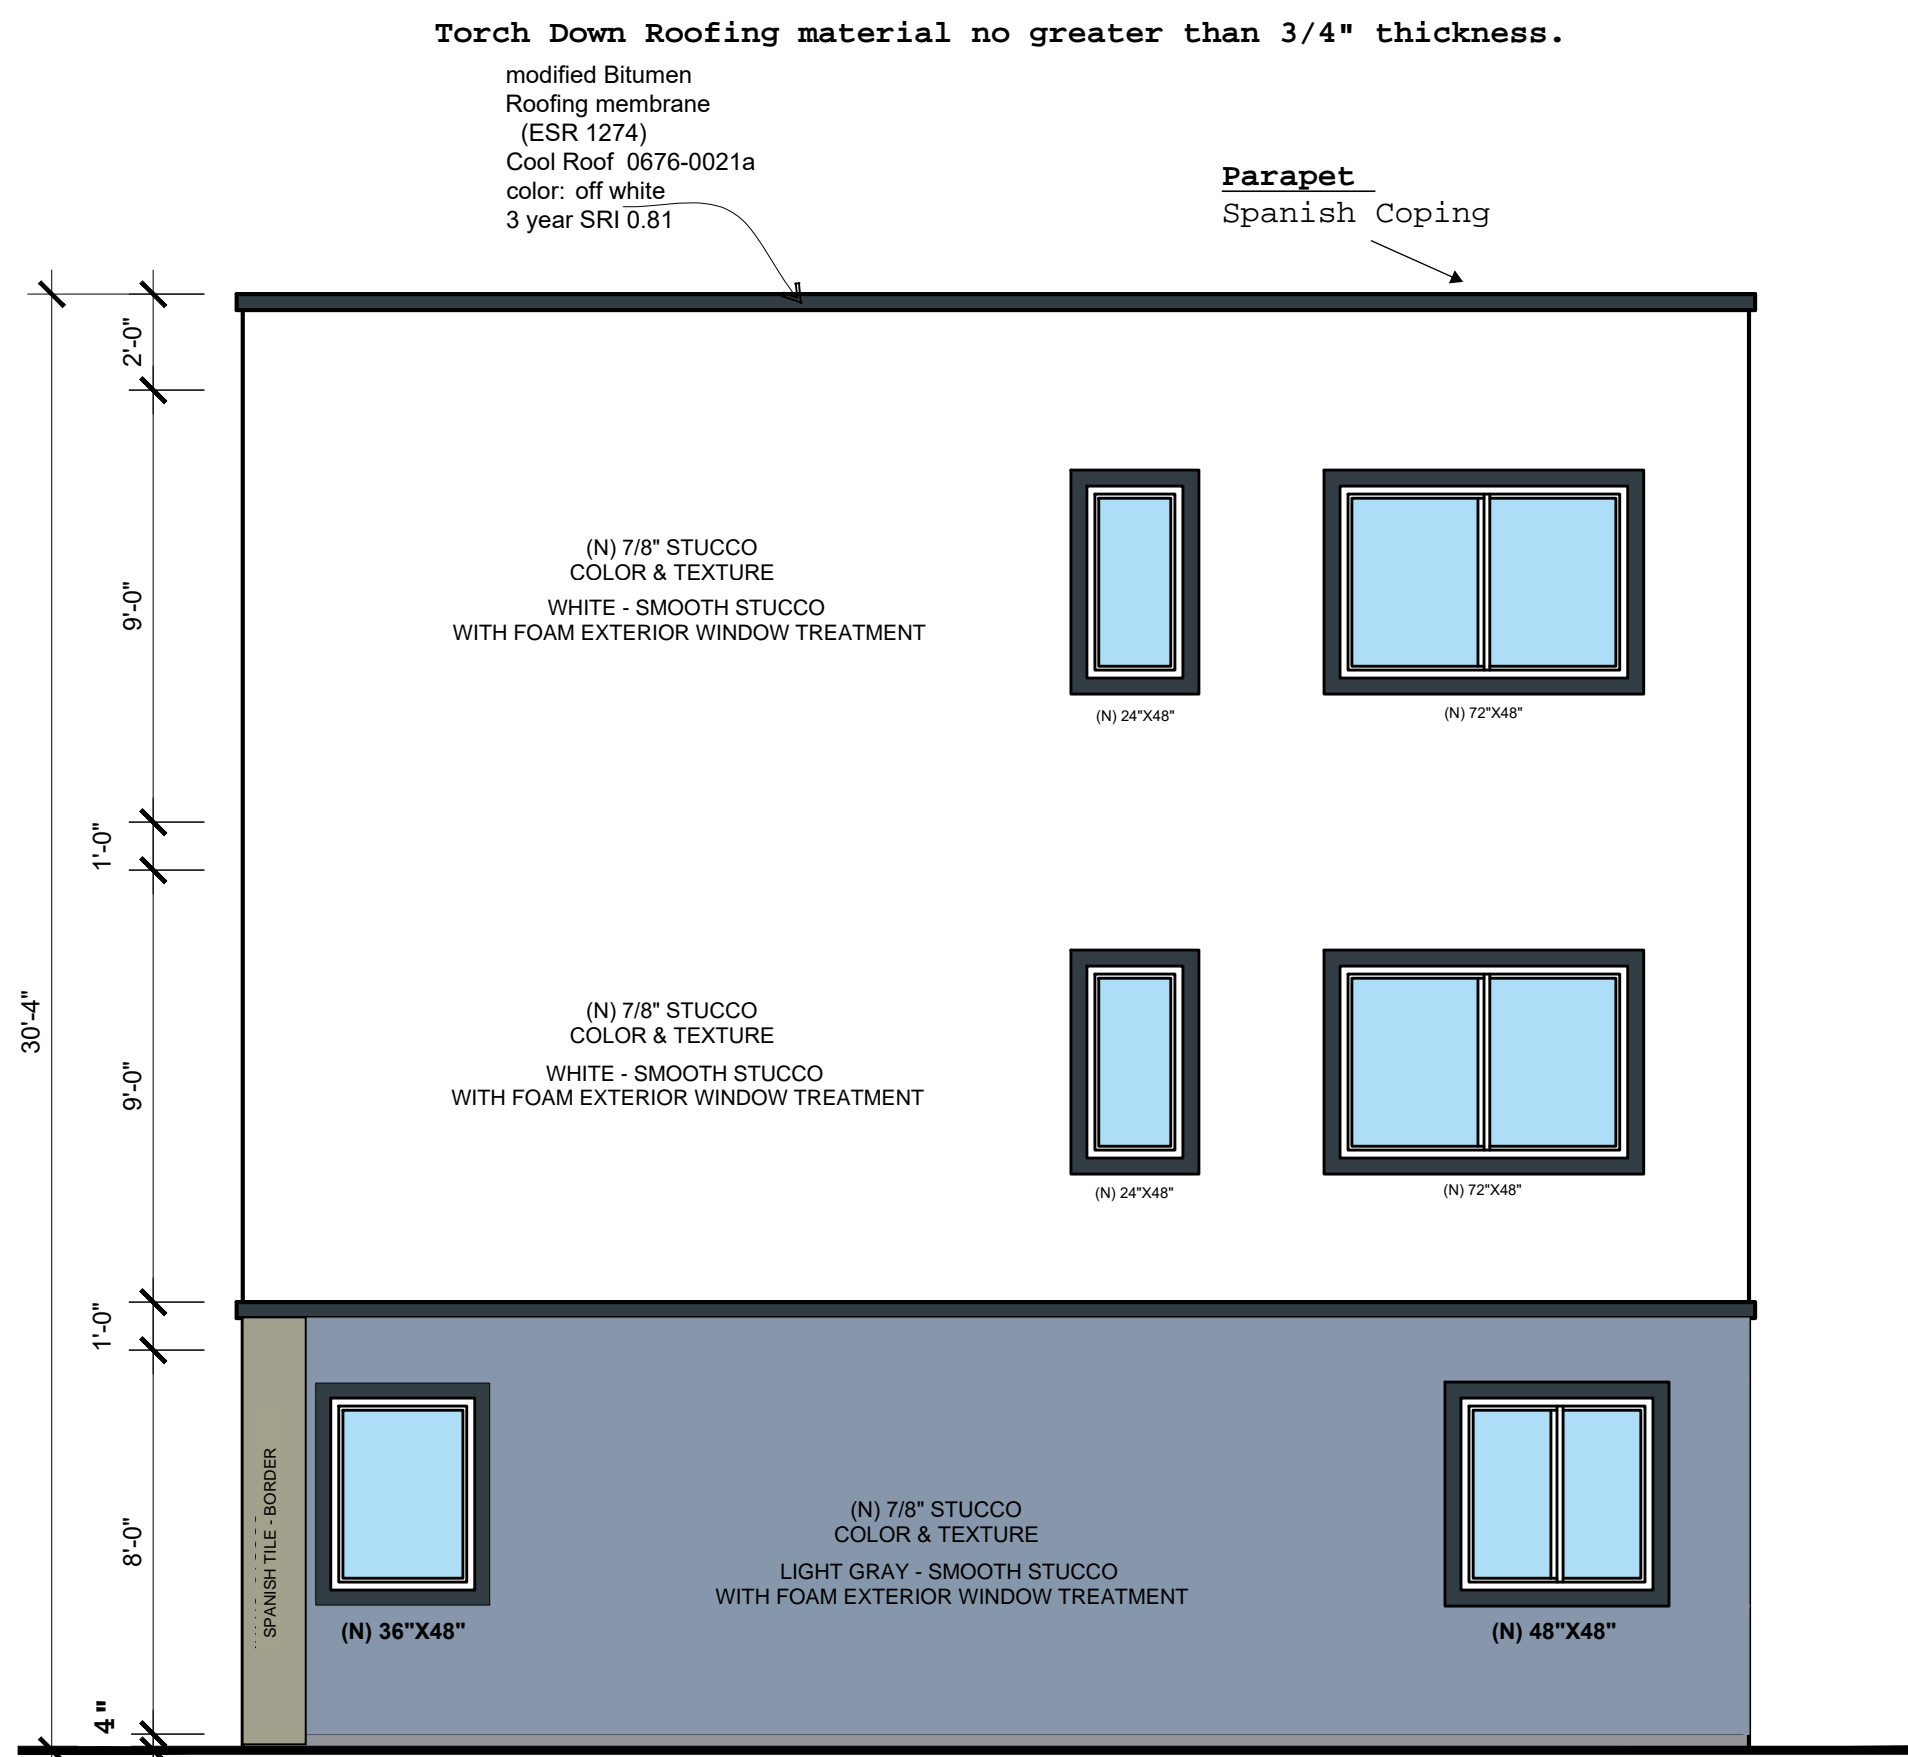 Torch Down Roofing material no greater than 3/4" thickness.
modified Bitumen
Roofing membrane
(ESR 1274)
Cool Roof 0676-0021a
color: off white
3 year SRI 0.81
Parapet
Spanish Coping
2'-0"
9'-0"
1'-0"
9'-0"
1'-0"
8'-0"
4"
30'-4"
(N) 7/8" STUCCO
COLOR & TEXTURE
WHITE - SMOOTH STUCCO
WITH FOAM EXTERIOR WINDOW TREATMENT
(N) 24"X48"
(N) 72"X48"
(N) 7/8" STUCCO
COLOR & TEXTURE
WHITE - SMOOTH STUCCO
WITH FOAM EXTERIOR WINDOW TREATMENT
(N) 24"X48"
(N) 72"X48"
SPANISH TILE - BORDER
(N) 36"X48"
(N) 7/8" STUCCO
COLOR & TEXTURE
LIGHT GRAY - SMOOTH STUCCO
WITH FOAM EXTERIOR WINDOW TREATMENT
(N) 48"X48"